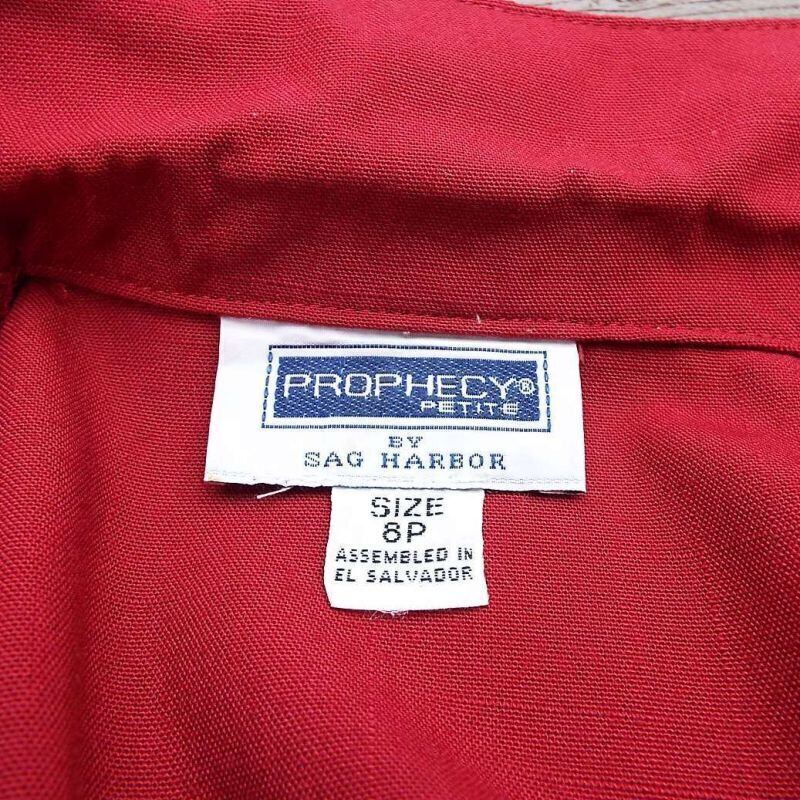 PROPHECY®
PETITE
BY
SAG HARBOR
SIZE
8P
ASSEMBLED IN
EL SALVADOR